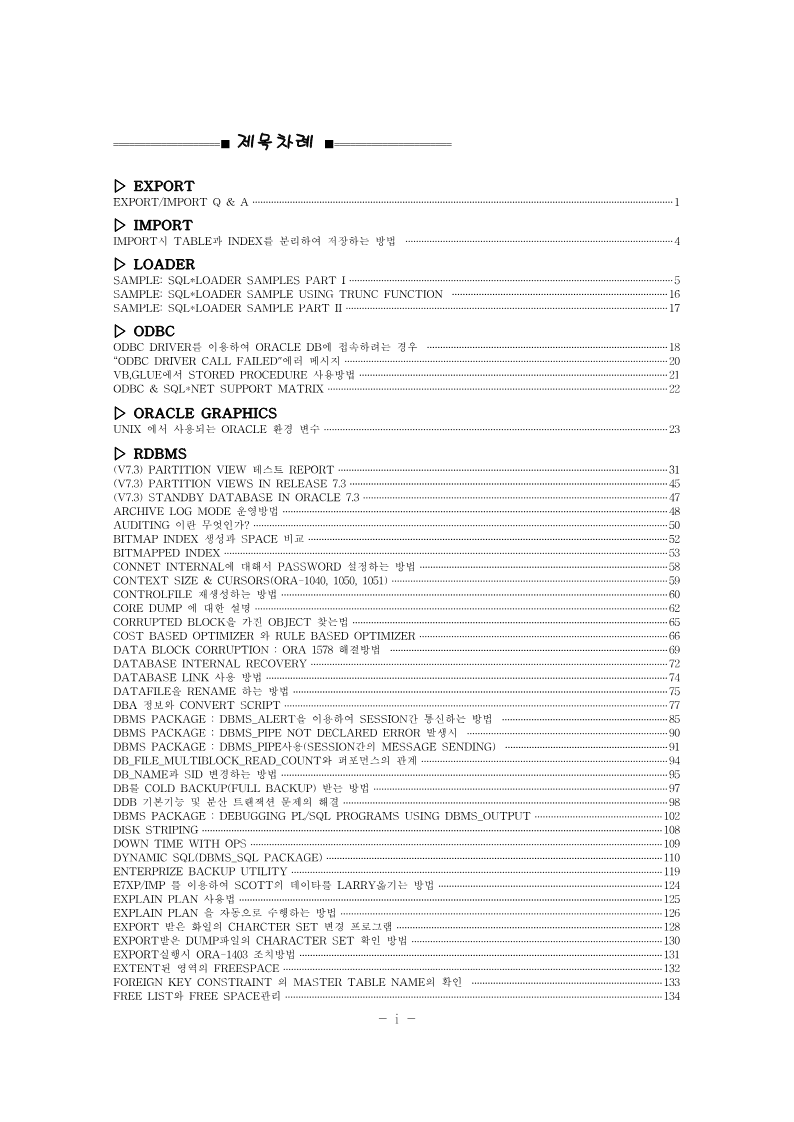 ■ 제목차례 ■
▷ EXPORT
EXPORT/IMPORT Q & A 1
▷ IMPORT
IMPORT시 TABLE과 INDEX를 분리하여 저장하는 방법 4
▷ LOADER
SAMPLE: SQL*LOADER SAMPLES PART I 5
SAMPLE: SQL*LOADER SAMPLE USING TRUNC FUNCTION 16
SAMPLE: SQL*LOADER SAMPLE PART II 17
▷ ODBC
ODBC DRIVER를 이용하여 ORACLE DB에 접속하려는 경우 18
"ODBC DRIVER CALL FAILED"에러 메시지 20
VB,GLUE에서 STORED PROCEDURE 사용방법 21
ODBC & SQL*NET SUPPORT MATRIX 22
▷ ORACLE GRAPHICS
UNIX 에서 사용되는 ORACLE 환경 변수 23
▷ RDBMS
(V7.3) PARTITION VIEW 테스트 REPORT 31
(V7.3) PARTITION VIEWS IN RELEASE 7.3 45
(V7.3) STANDBY DATABASE IN ORACLE 7.3 47
ARCHIVE LOG MODE 운영방법 48
AUDITING 이란 무엇인가? 50
BITMAP INDEX 생성과 SPACE 비교 52
BITMAPPED INDEX 53
CONNET INTERNAL에 대해서 PASSWORD 설정하는 방법 58
CONTEXT SIZE & CURSORS(ORA-1040, 1050, 1051) 59
CONTROLFILE 재생성하는 방법 60
CORE DUMP 에 대한 설명 62
CORRUPTED BLOCK을 가진 OBJECT 찾는법 65
COST BASED OPTIMIZER 와 RULE BASED OPTIMIZER 66
DATA BLOCK CORRUPTION : ORA 1578 해결방법 69
DATABASE INTERNAL RECOVERY 72
DATABASE LINK 사용 방법 74
DATAFILE을 RENAME 하는 방법 75
DBA 정보와 CONVERT SCRIPT 77
DBMS PACKAGE : DBMS_ALERT을 이용하여 SESSION간 통신하는 방법 85
DBMS PACKAGE : DBMS_PIPE NOT DECLARED ERROR 발생시 90
DBMS PACKAGE : DBMS_PIPE사용(SESSION간의 MESSAGE SENDING) 91
DB_FILE_MULTIBLOCK_READ_COUNT와 퍼포먼스의 관계 94
DB_NAME과 SID 변경하는 방법 95
DB를 COLD BACKUP(FULL BACKUP) 받는 방법 97
DDB 기본기능 및 분산 트랜잭션 문제의 해결 98
DBMS PACKAGE : DEBUGGING PL/SQL PROGRAMS USING DBMS_OUTPUT 102
DISK STRIPING 108
DOWN TIME WITH OPS 109
DYNAMIC SQL(DBMS_SQL PACKAGE) 110
ENTERPRIZE BACKUP UTILITY 119
E7XP/IMP 를 이용하여 SCOTT의 데이타를 LARRY옮기는 방법 124
EXPLAIN PLAN 사용법 125
EXPLAIN PLAN 을 자동으로 수행하는 방법 126
EXPORT 받은 화일의 CHARCTER SET 변경 프로그램 128
EXPORT받은 DUMP파일의 CHARACTER SET 확인 방법 130
EXPORT실행시 ORA-1403 조치방법 131
EXTENT된 영역의 FREESPACE 132
FOREIGN KEY CONSTRAINT 의 MASTER TABLE NAME의 확인 133
FREE LIST와 FREE SPACE관리 134
- i -